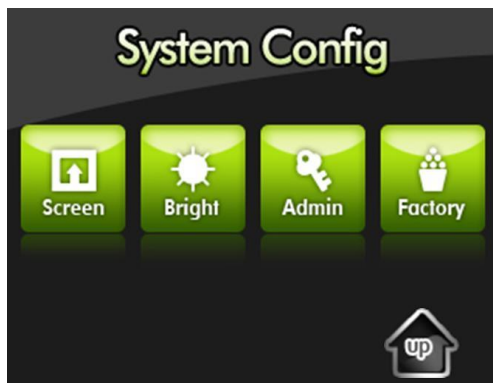 System Config
Screen
Bright
Admin
Factory
up